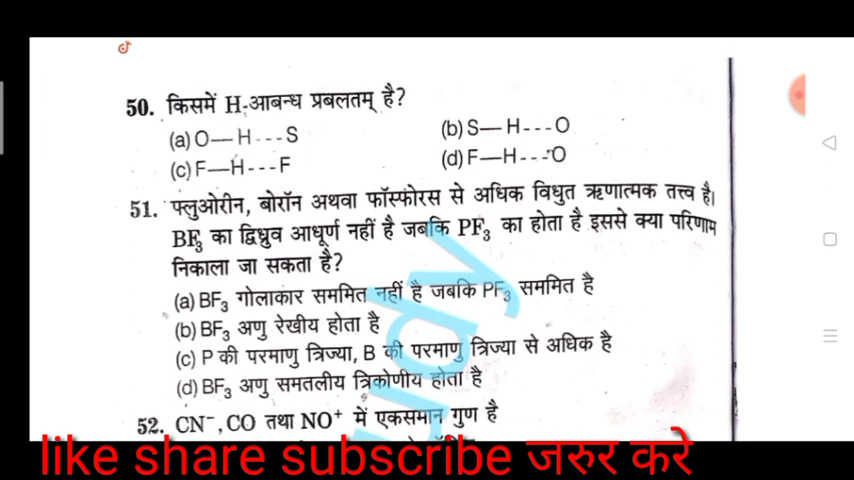 50. किसमें H-आबन्ध प्रबलतम् है?
(a) O—H---S (b) S—H---O
(c) F—H---F (d) F—H---O
51. फ्लुओरीन, बोरॉन अथवा फॉस्फोरस से अधिक विधुत ऋणात्मक तत्त्व है।
BF₃ का द्विध्रुव आधूर्ण नहीं है जबकि PF₃ का होता है इससे क्या परिणाम
निकाला जा सकता है?
(a) BF₃ गोलाकार सममित नहीं है जबकि PF₃ सममित है
(b) BF₃ अणु रेखीय होता है
(c) P की परमाणु त्रिज्या, B की परमाणु त्रिज्या से अधिक है
(d) BF₃ अणु समतलीय त्रिकोणीय होता है
52. CN⁻, CO तथा NO⁺ में एकसमान गुण है
like share subscribe जरुर करे